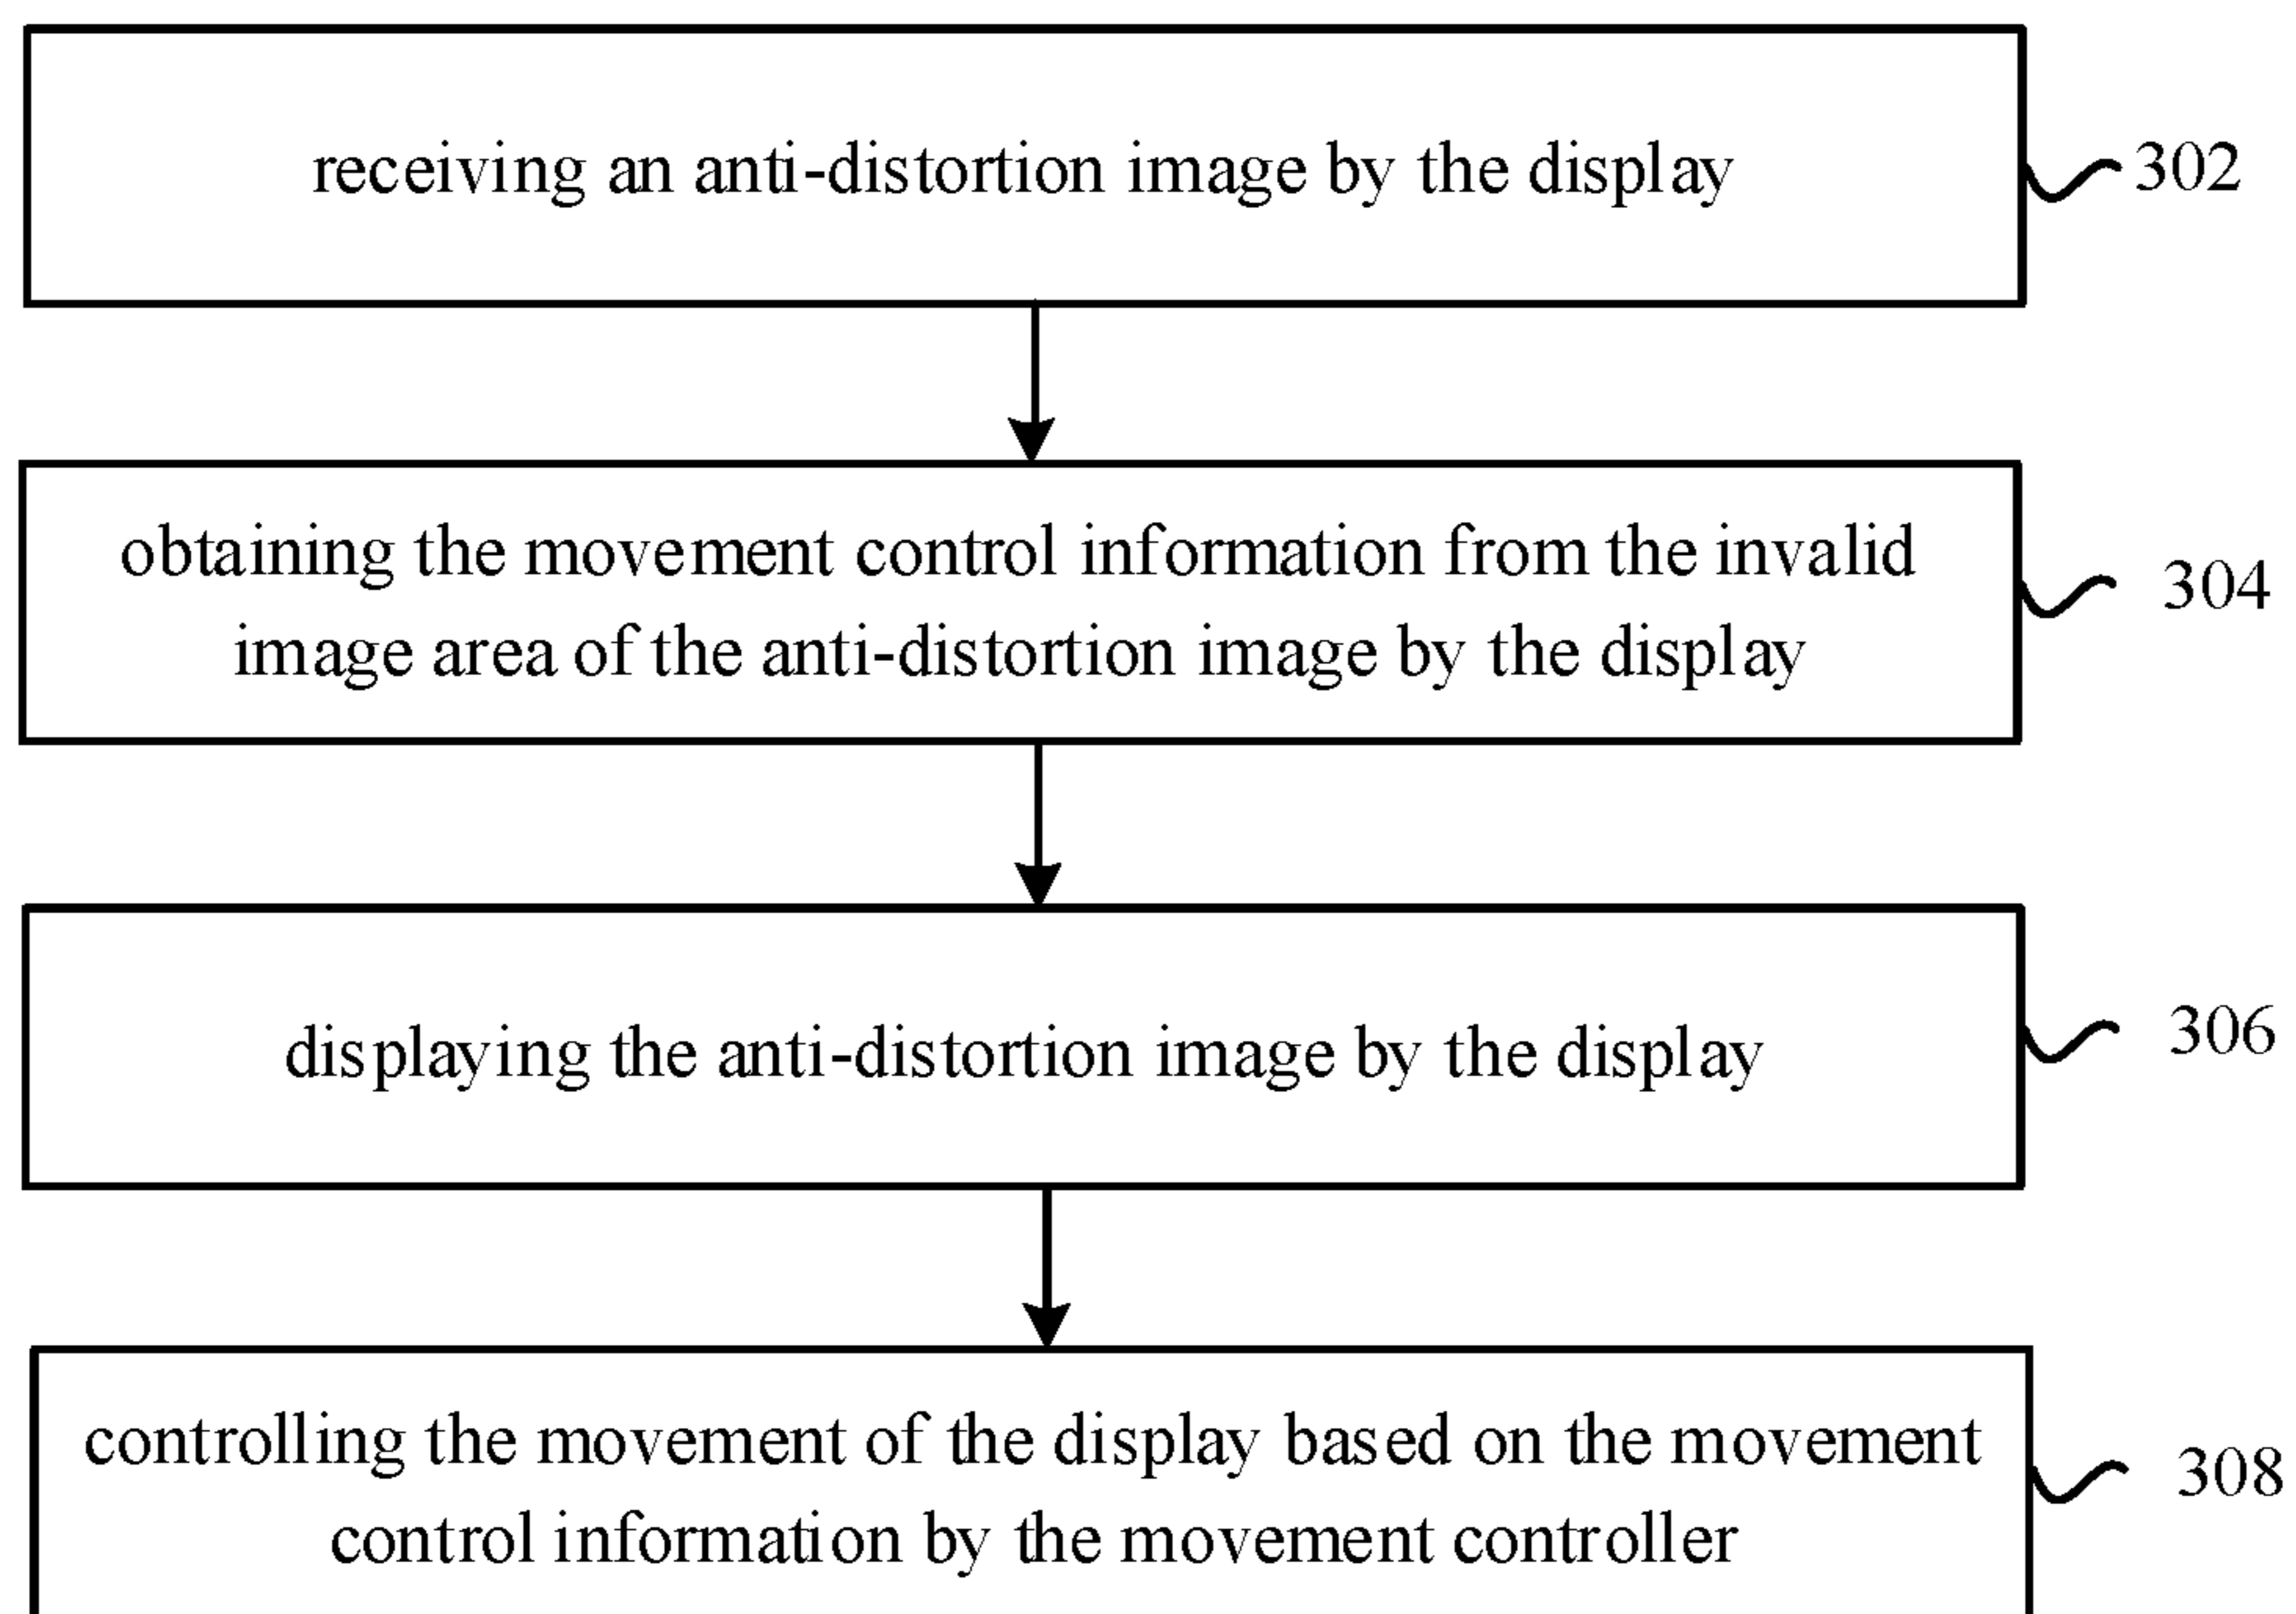 receiving an anti-distortion image by the display
302
obtaining the movement control information from the invalid
image area of the anti-distortion image by the display
304
displaying the anti-distortion image by the display
306
controlling the movement of the display based on the movement
control information by the movement controller
308